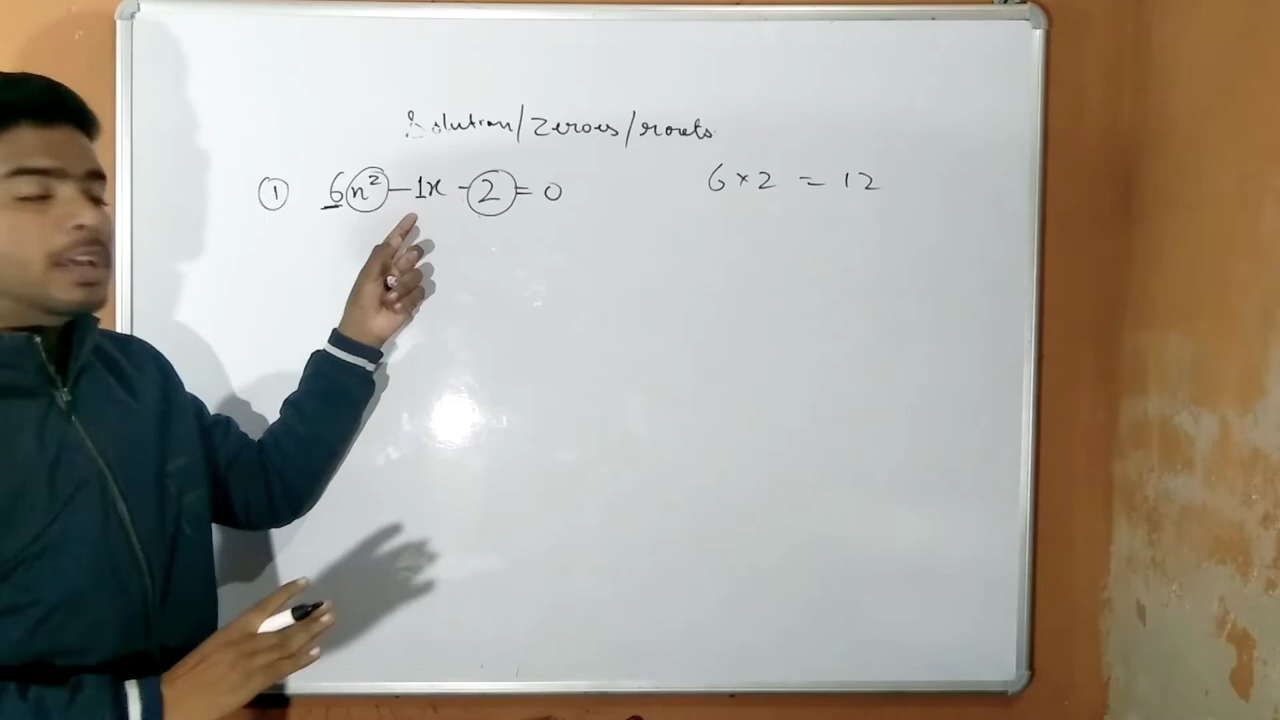 Solution/Zeroes/roots
① 6x² - 1x - 2 = 0
6 × 2 = 12